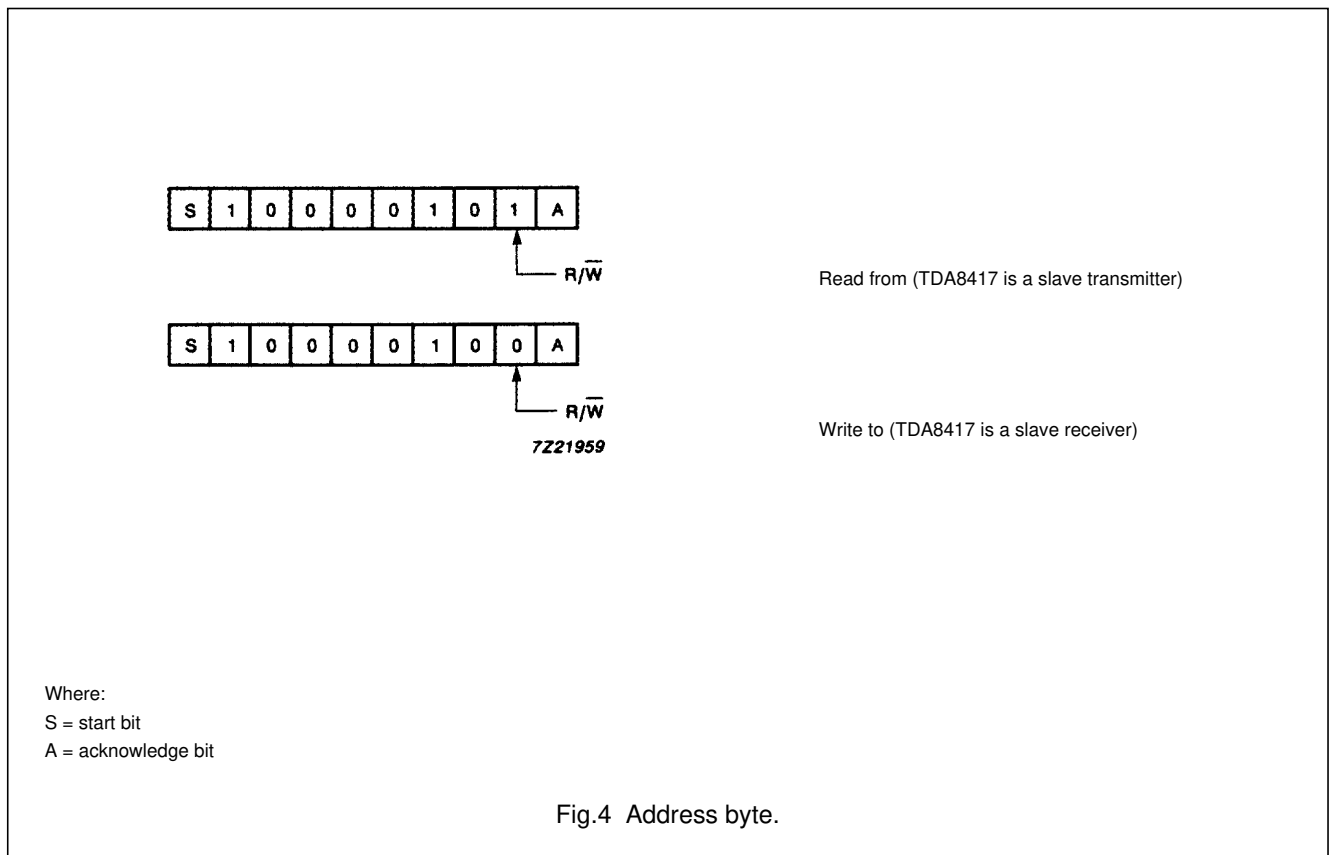 S 1 0 0 0 0 1 0 1 A
R/W̅
Read from (TDA8417 is a slave transmitter)
S 1 0 0 0 0 1 0 0 A
R/W̅
Write to (TDA8417 is a slave receiver)
7Z21959
Where:
S = start bit
A = acknowledge bit
Fig.4 Address byte.